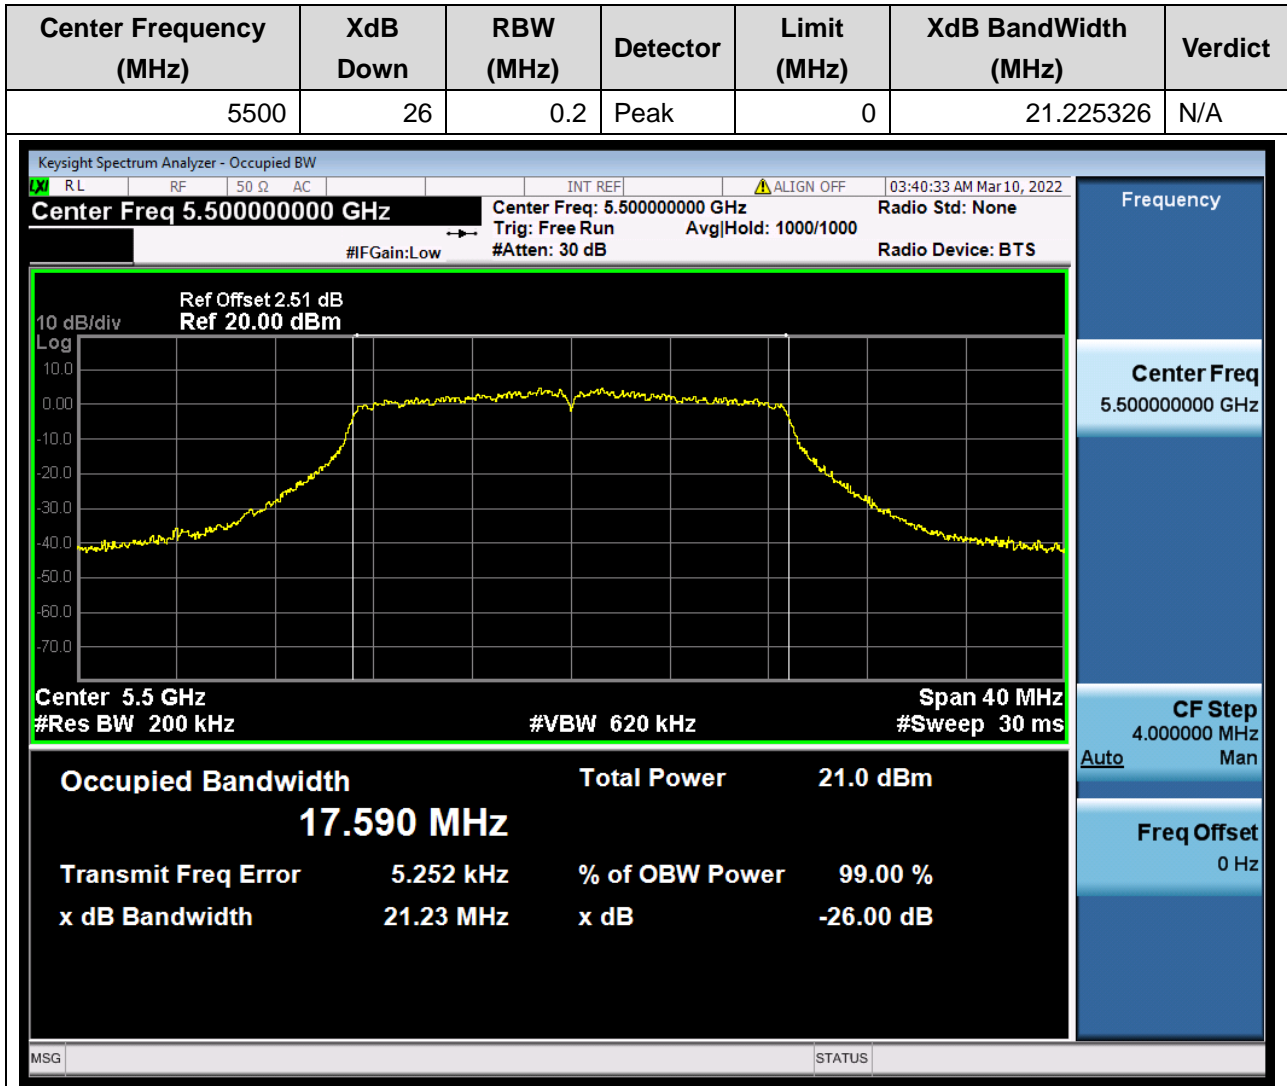 Center Frequency (MHz) XdB Down RBW (MHz) Detector Limit (MHz) XdB BandWidth (MHz) Verdict
5500 26 0.2 Peak 0 21.225326 N/A
Keysight Spectrum Analyzer - Occupied BW
LXI RL RF 50 Ω AC INT REF ALIGN OFF 03:40:33 AM Mar 10, 2022
Center Freq 5.500000000 GHz Center Freq: 5.500000000 GHz Radio Std: None
Trig: Free Run Avg|Hold: 1000/1000
#IFGain:Low #Atten: 30 dB Radio Device: BTS
Frequency
Ref Offset 2.51 dB
10 dB/div Ref 20.00 dBm
Log
10.0
0.00
-10.0
-20.0
-30.0
-40.0
-50.0
-60.0
-70.0
Center 5.5 GHz Span 40 MHz
#Res BW 200 kHz #VBW 620 kHz #Sweep 30 ms
Center Freq
5.500000000 GHz
CF Step
4.000000 MHz
Auto Man
Freq Offset
0 Hz
Occupied Bandwidth Total Power 21.0 dBm
17.590 MHz
Transmit Freq Error 5.252 kHz % of OBW Power 99.00 %
x dB Bandwidth 21.23 MHz x dB -26.00 dB
MSG STATUS